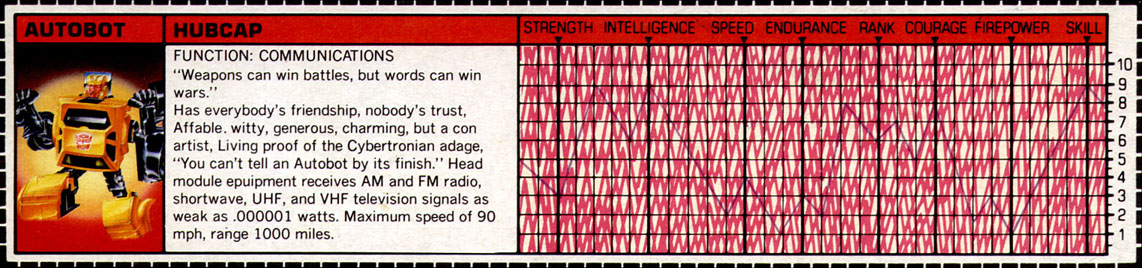 AUTOBOT
HUBCAP
FUNCTION: COMMUNICATIONS
"Weapons can win battles, but words can win
wars."
Has everybody's friendship, nobody's trust,
Affable. witty, generous, charming, but a con
artist, Living proof of the Cybertronian adage,
"You can't tell an Autobot by its finish." Head
module epuipment receives AM and FM radio,
shortwave, UHF, and VHF television signals as
weak as .000001 watts. Maximum speed of 90
mph, range 1000 miles.
STRENGTH INTELLIGENCE SPEED ENDURANCE RANK COURAGE FIREPOWER SKILL
10
9
8
7
6
5
4
3
2
1